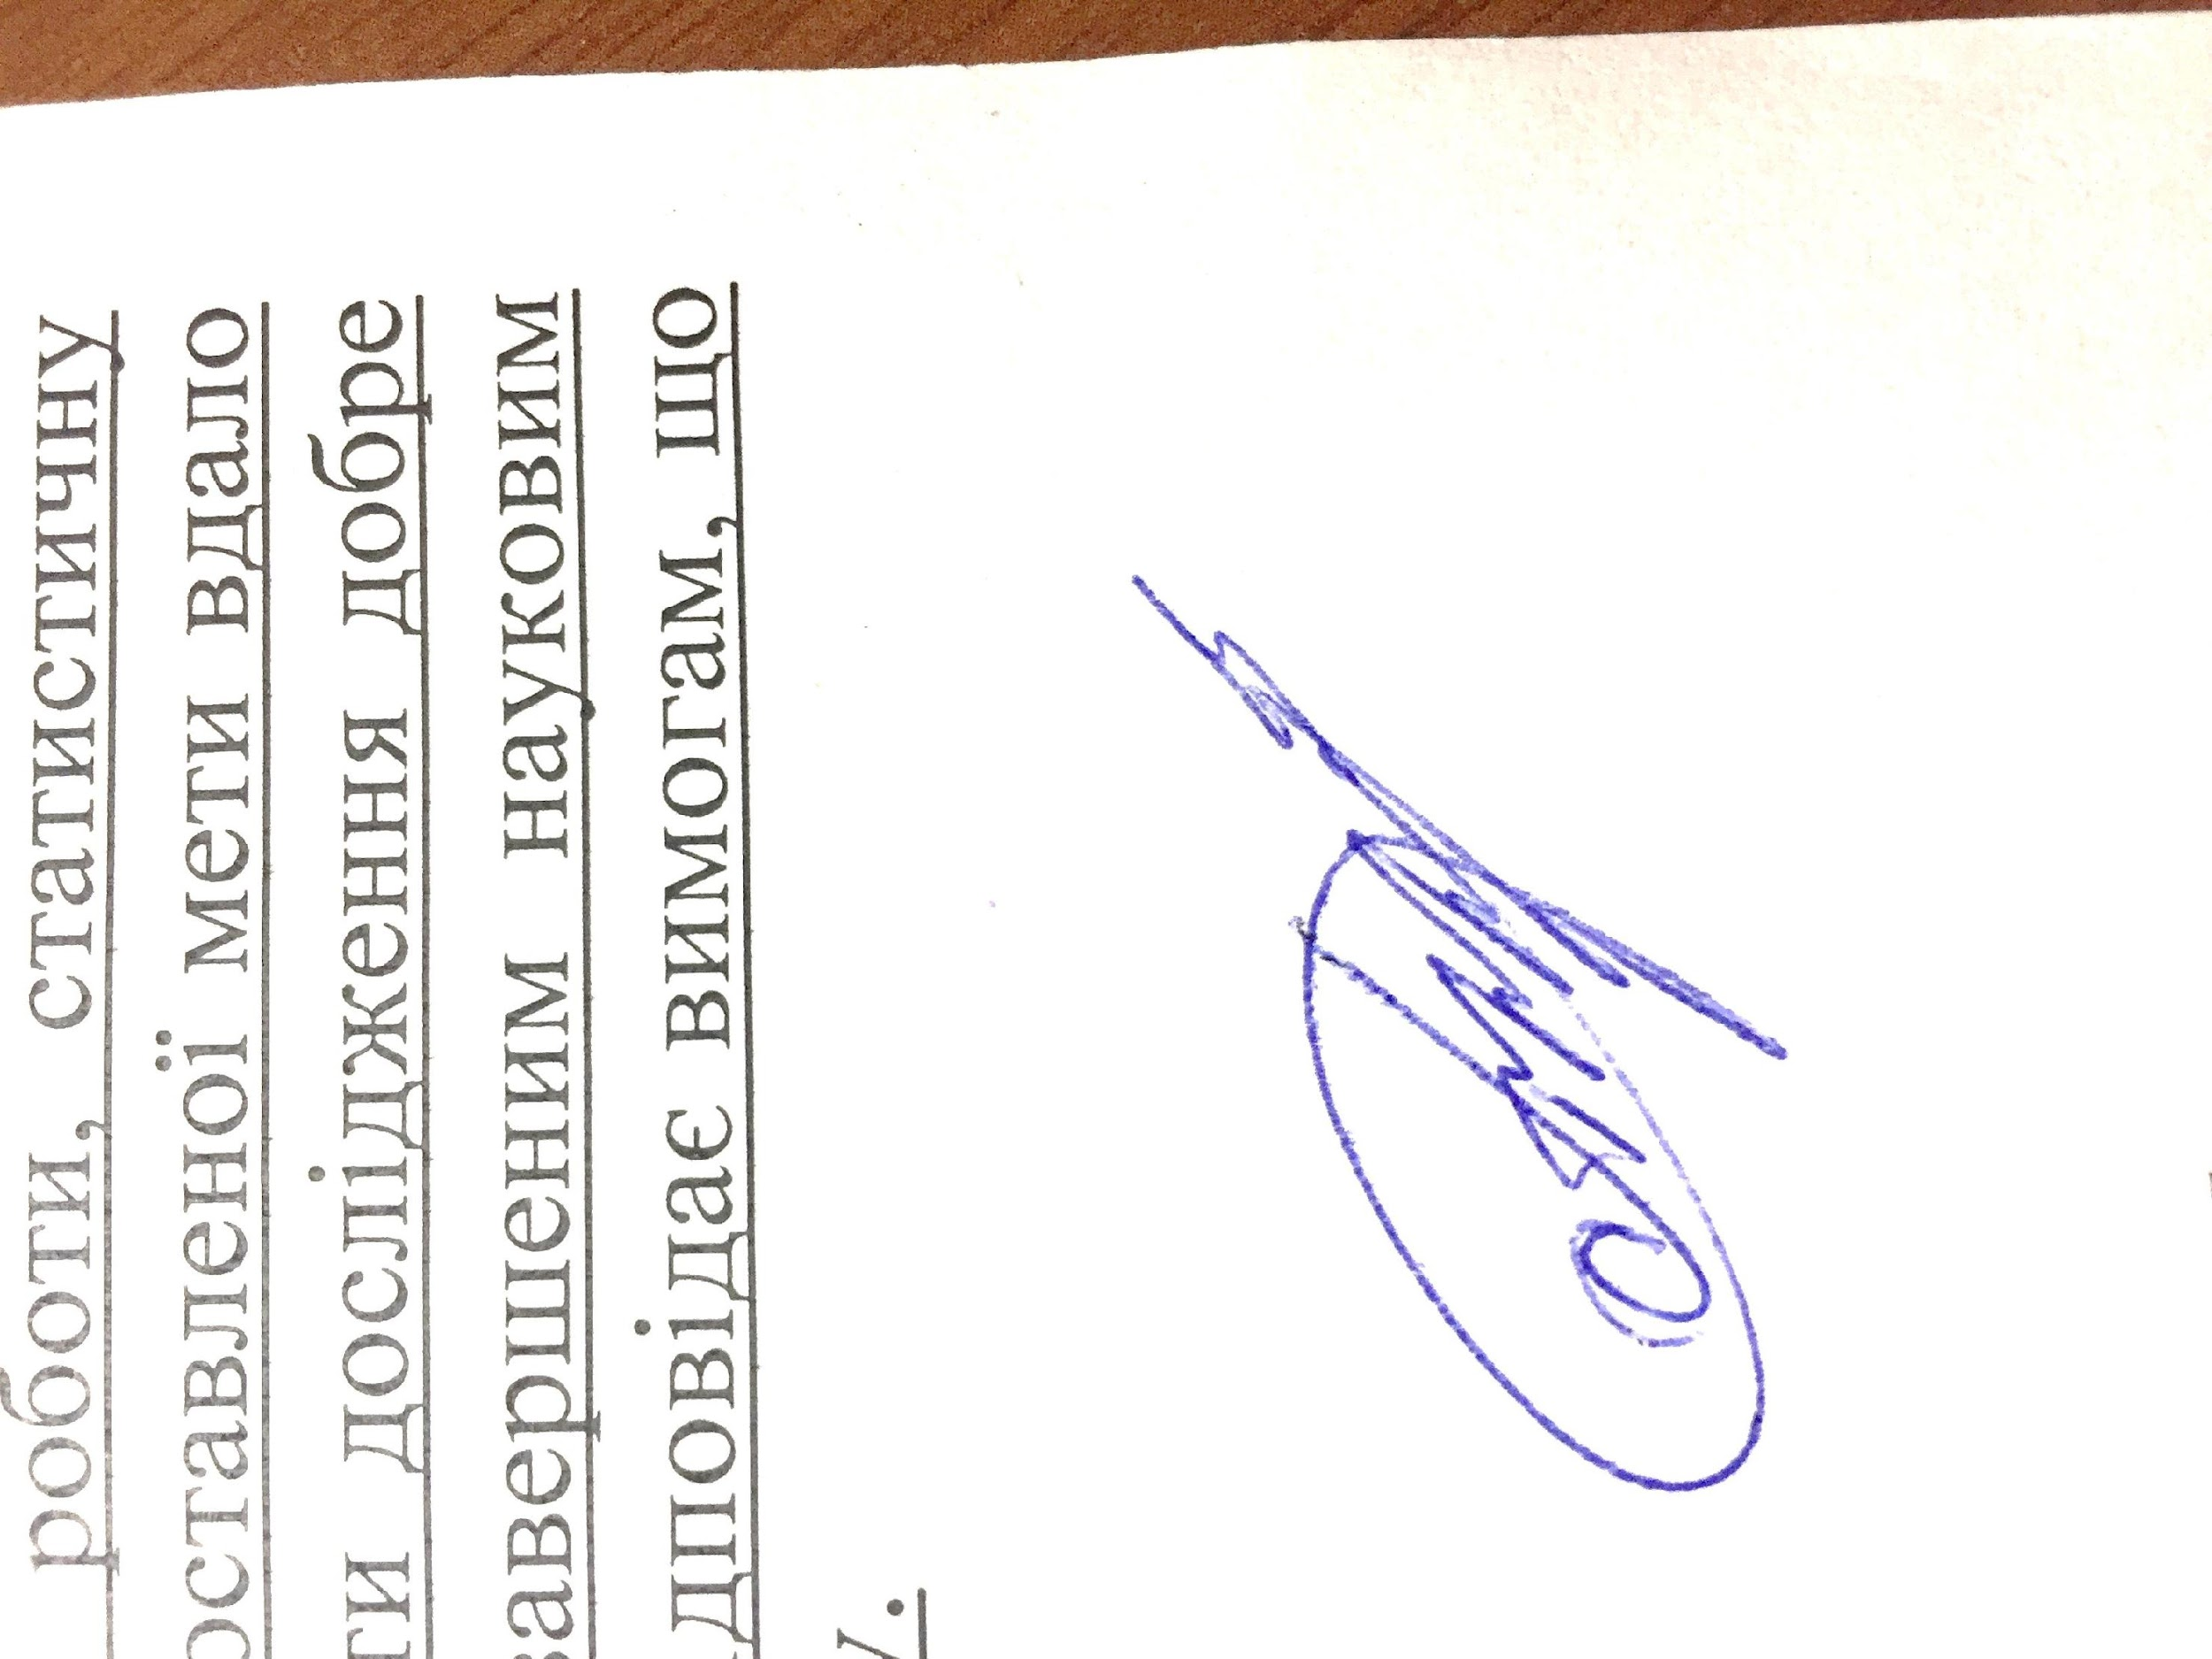 роботи, статистичну
оставленої мети вдало
ти дослідження добре
завершеним науковим
дповідає вимогам, що